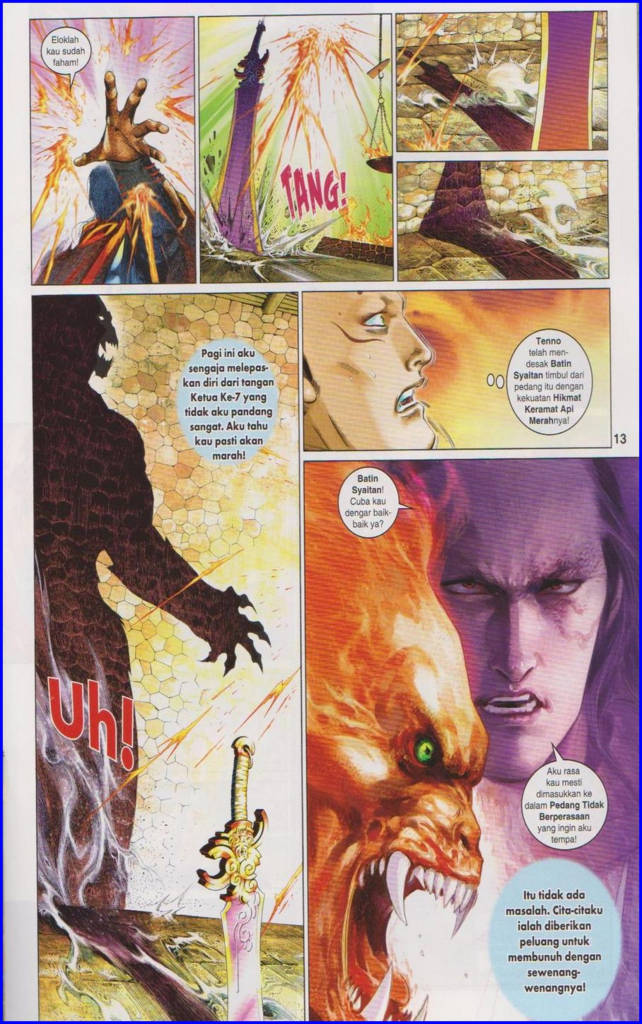 Eloklah
kau sudah
faham!
TANG!
Pagi ini aku
sengaja melepas-
kan diri dari tangan
Ketua Ke-7 yang
tidak aku pandang
sangat. Aku tahu
kau pasti akan
marah!
Uh!
Tenno
telah men-
desak Batin
Syaitan timbul dari
pedang itu dengan
kekuatan Hikmat
Keramat Api
Merahnya!
13
Batin
Syaitan!
Cuba kau
dengar baik-
baik ya?
Aku rasa
kau mesti
dimasukkan ke
dalam Pedang Tidak
Berperasaan
yang ingin aku
tempa!
Itu tidak ada
masalah. Cita-citaku
ialah diberikan
peluang untuk
membunuh dengan
sewenang-
wenangnya!